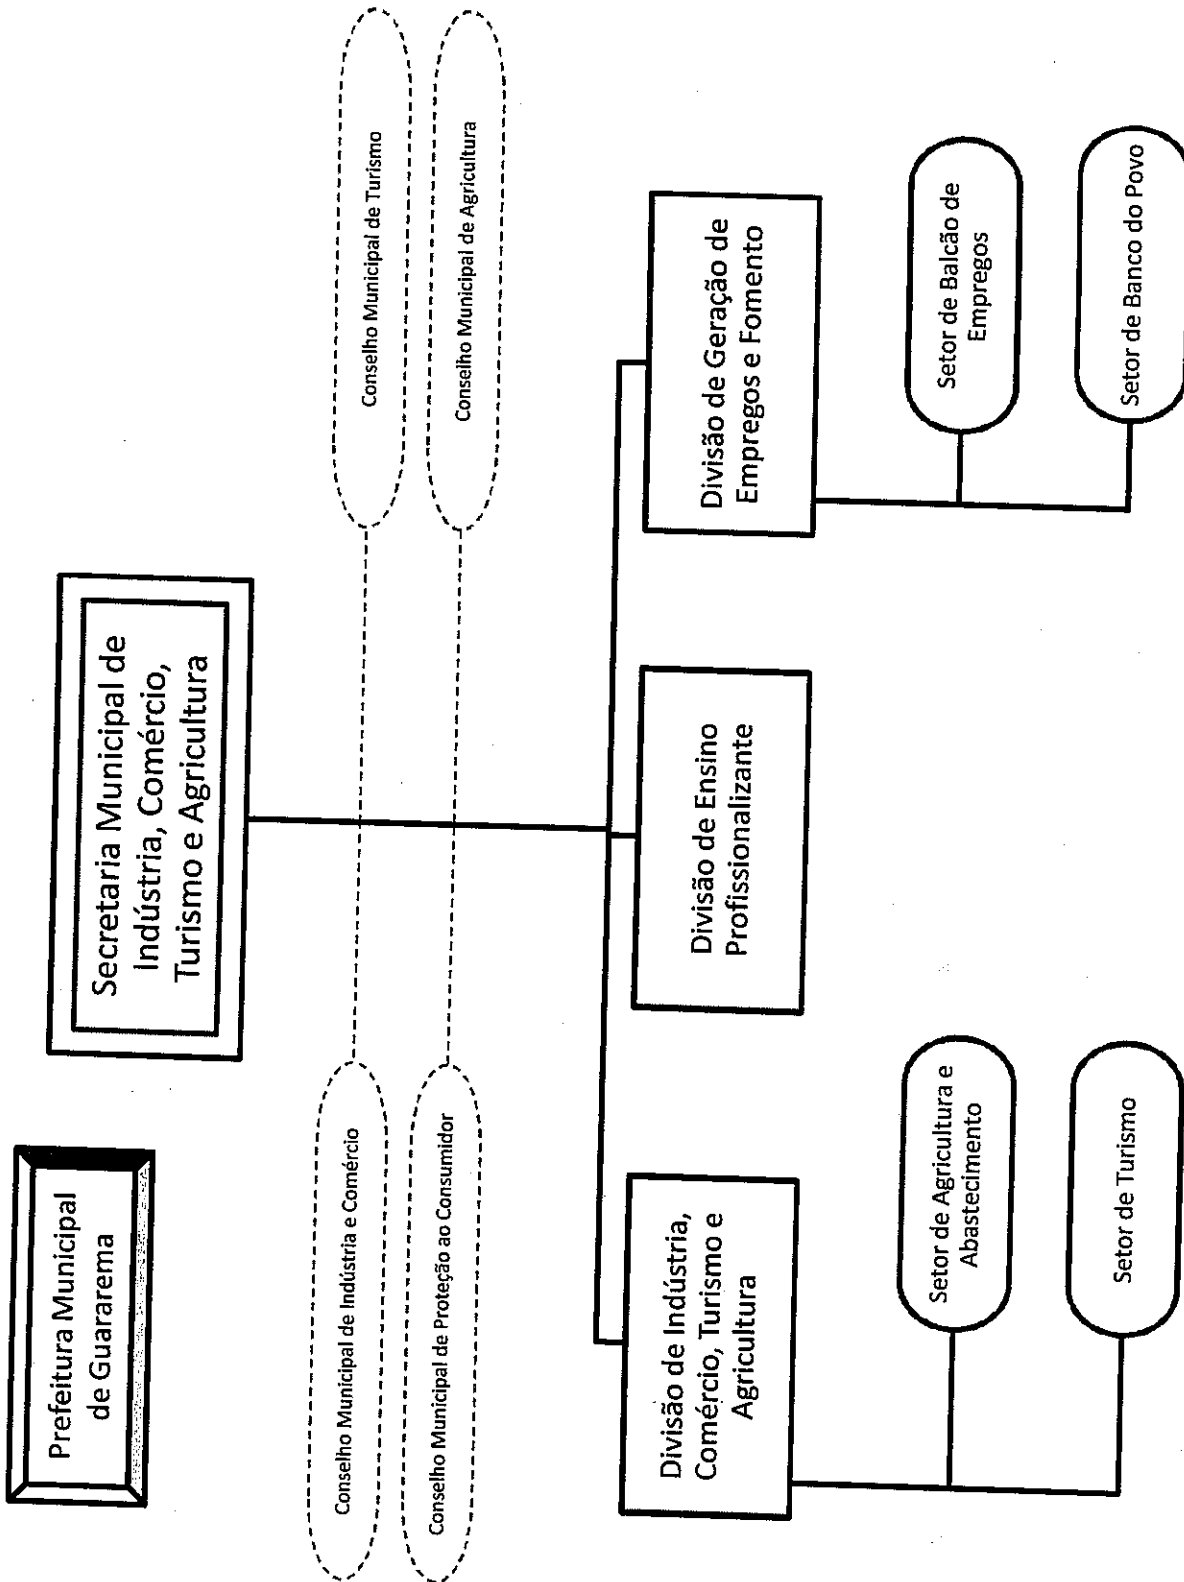 Prefeitura Municipal
de Guararema
Secretaria Municipal de
Indústria, Comércio,
Turismo e Agricultura
Conselho Municipal de Indústria e Comércio
Conselho Municipal de Turismo
Conselho Municipal de Proteção ao Consumidor
Conselho Municipal de Agricultura
Divisão de Indústria,
Comércio, Turismo e
Agricultura
Divisão de Ensino
Profissionalizante
Divisão de Geração de
Empregos e Fomento
Setor de Agricultura e
Abastecimento
Setor de Turismo
Setor de Balcão de
Empregos
Setor de Banco do Povo